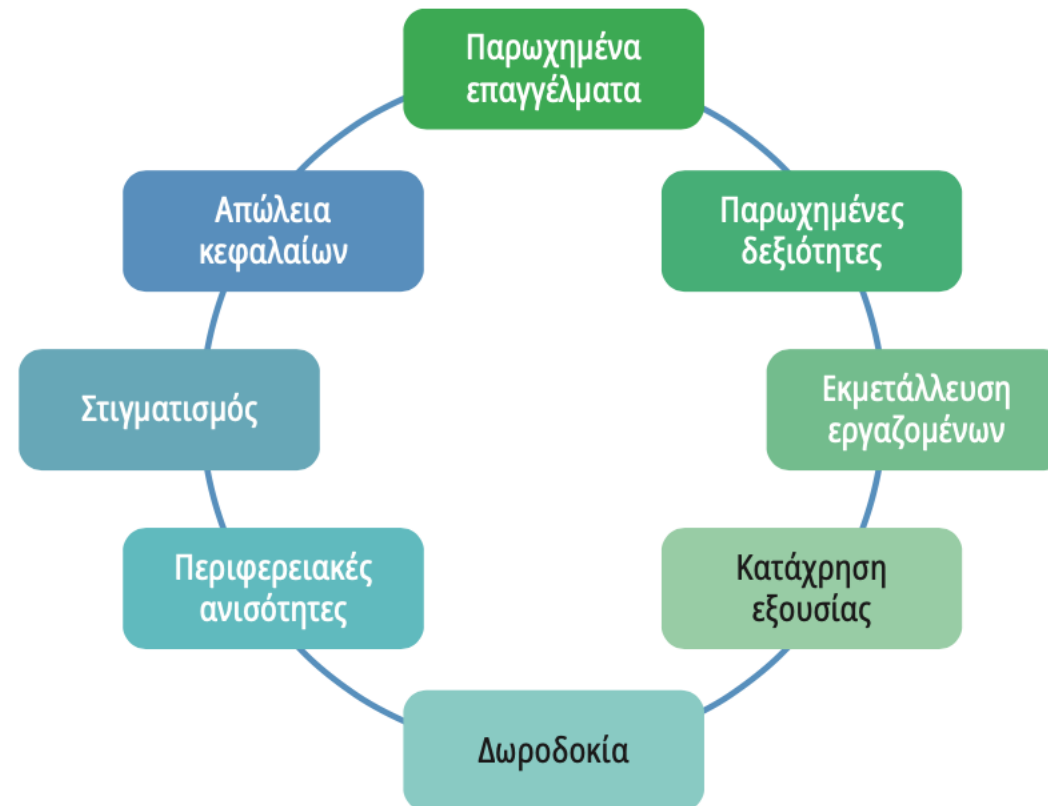 Παρωχημένα
επαγγέλματα
Παρωχημένες
δεξιότητες
Εκμετάλλευση
εργαζομένων
Κατάχρηση
εξουσίας
Δωροδοκία
Περιφερειακές
ανισότητες
Στιγματισμός
Απώλεια
κεφαλαίων